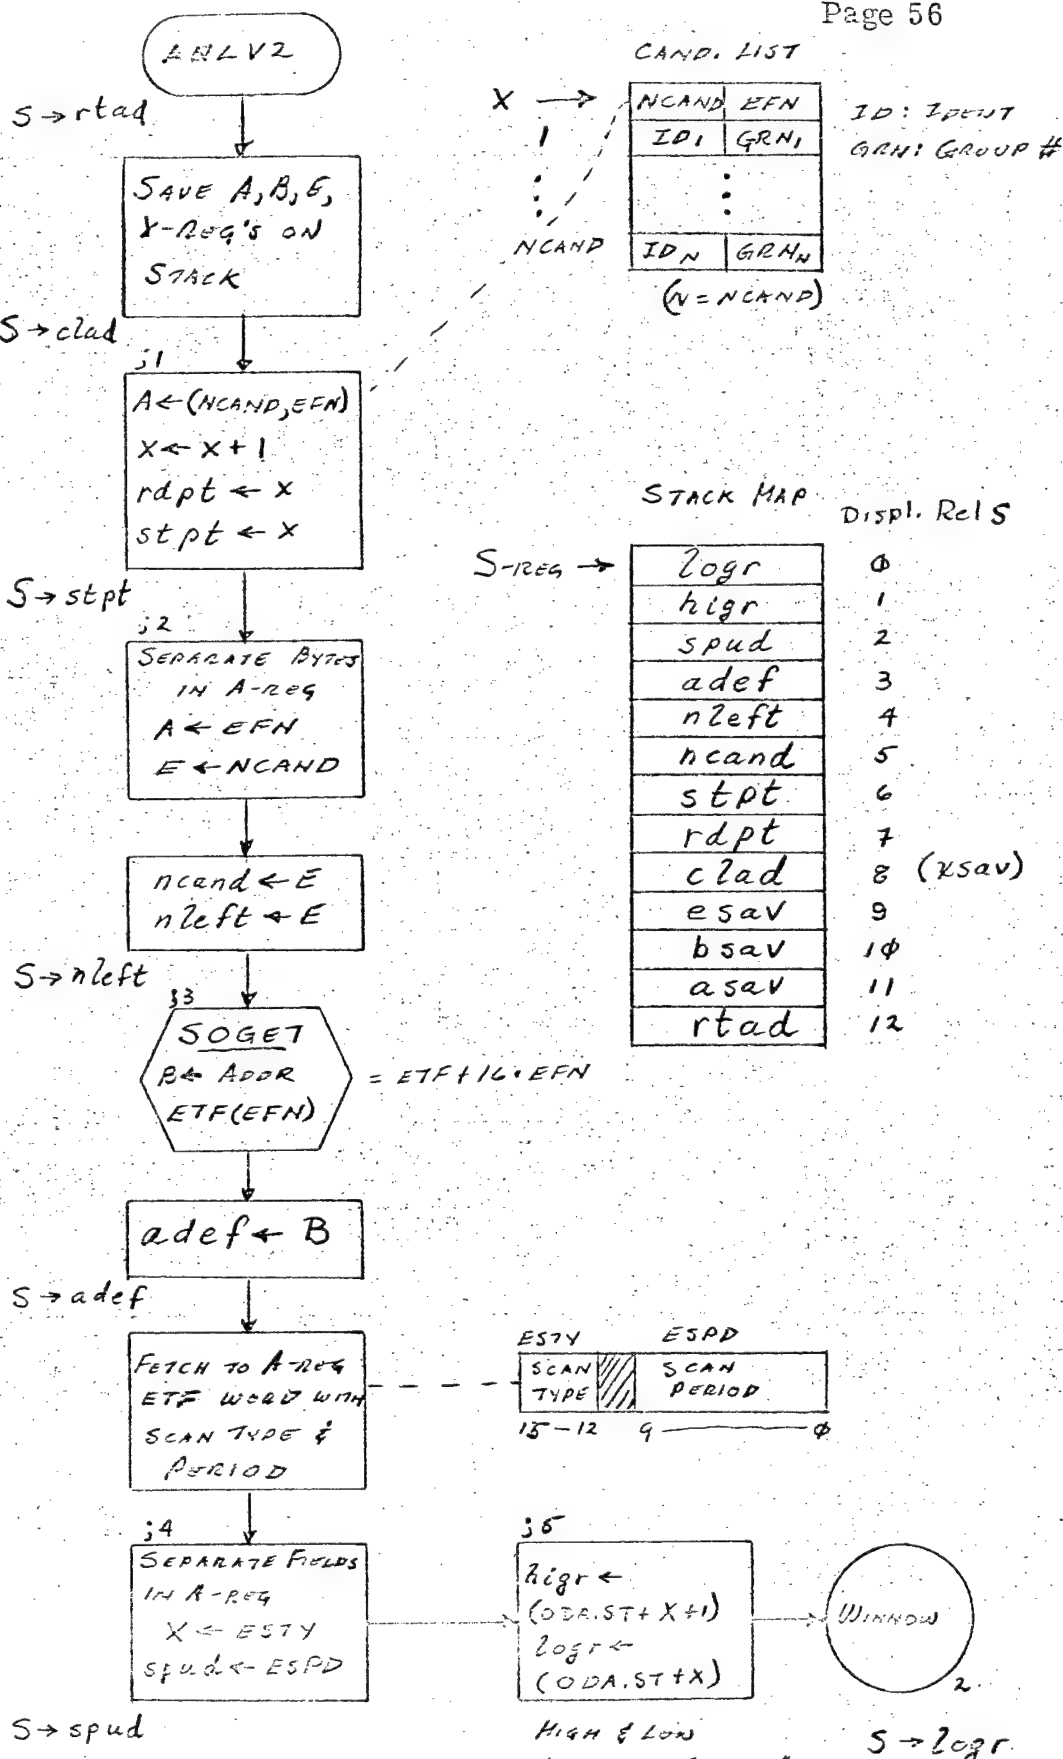 Page 56
ANLV2
S → rtad
SAVE A, B, E,
X-REG'S ON
STACK
S → clad
;1
A ← (NCAND, EFN)
X ← X + 1
rdpt ← X
stpt ← X
S → stpt
;2
SEPARATE BYTES
IN A-REG
A ← EFN
E ← NCAND
ncand ← E
nleft ← E
S → nleft
;3
SOGET
B ← ADDR
ETF(EFN)
= ETF + 16 · EFN
adef ← B
S → adef
FETCH TO A-REG
ETF WORD WITH
SCAN TYPE &
PERIOD
;4
SEPARATE FIELDS
IN A-REG
X ← ESTY
spud ← ESPD
S → spud
CAND. LIST
X →
NCAND EFN
1
ID1 GRN1
NCAND
IDN GRNN
(N = NCAND)
ID: IDENT
GRN: GROUP #
STACK MAP
Displ. Rel S
S-REG →
logr 0
higr 1
spud 2
adef 3
nleft 4
ncand 5
stpt 6
rdpt 7
clad 8 (xsav)
esav 9
bsav 10
asav 11
rtad 12
ESTY ESPD
SCAN TYPE
SCAN PERIOD
15 – 12 9 — 0
;5
higr ←
(ODA.ST + X + 1)
logr ←
(ODA.ST + X)
HIGH & LOW
WINNOW
2
S → logr